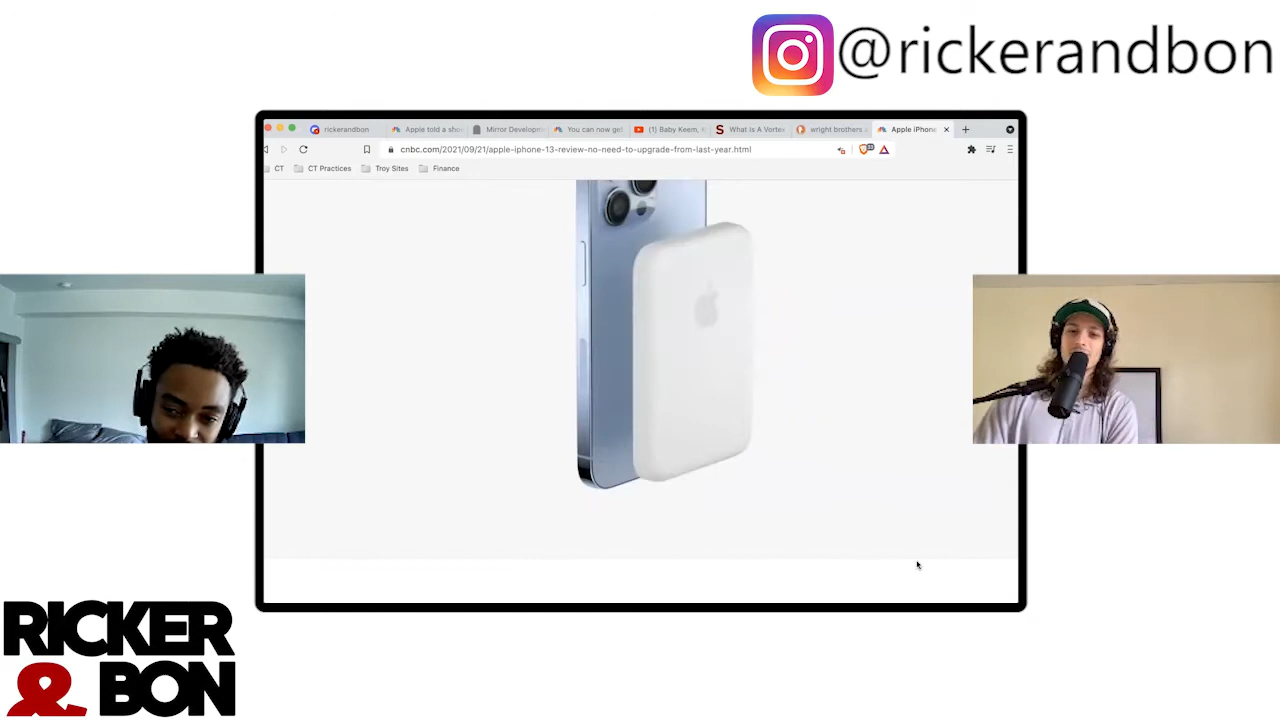 @rickerandbon
rickerandbon
Apple told a sho
Mirror Developm
You can now ge
(1) Baby Keem, 
What Is A Vortex
wright brothers a
Apple iPhone
cnbc.com/2021/09/21/apple-iphone-13-review-no-need-to-upgrade-from-last-year.html
CT
CT Practices
Troy Sites
Finance
RICKER
& BON